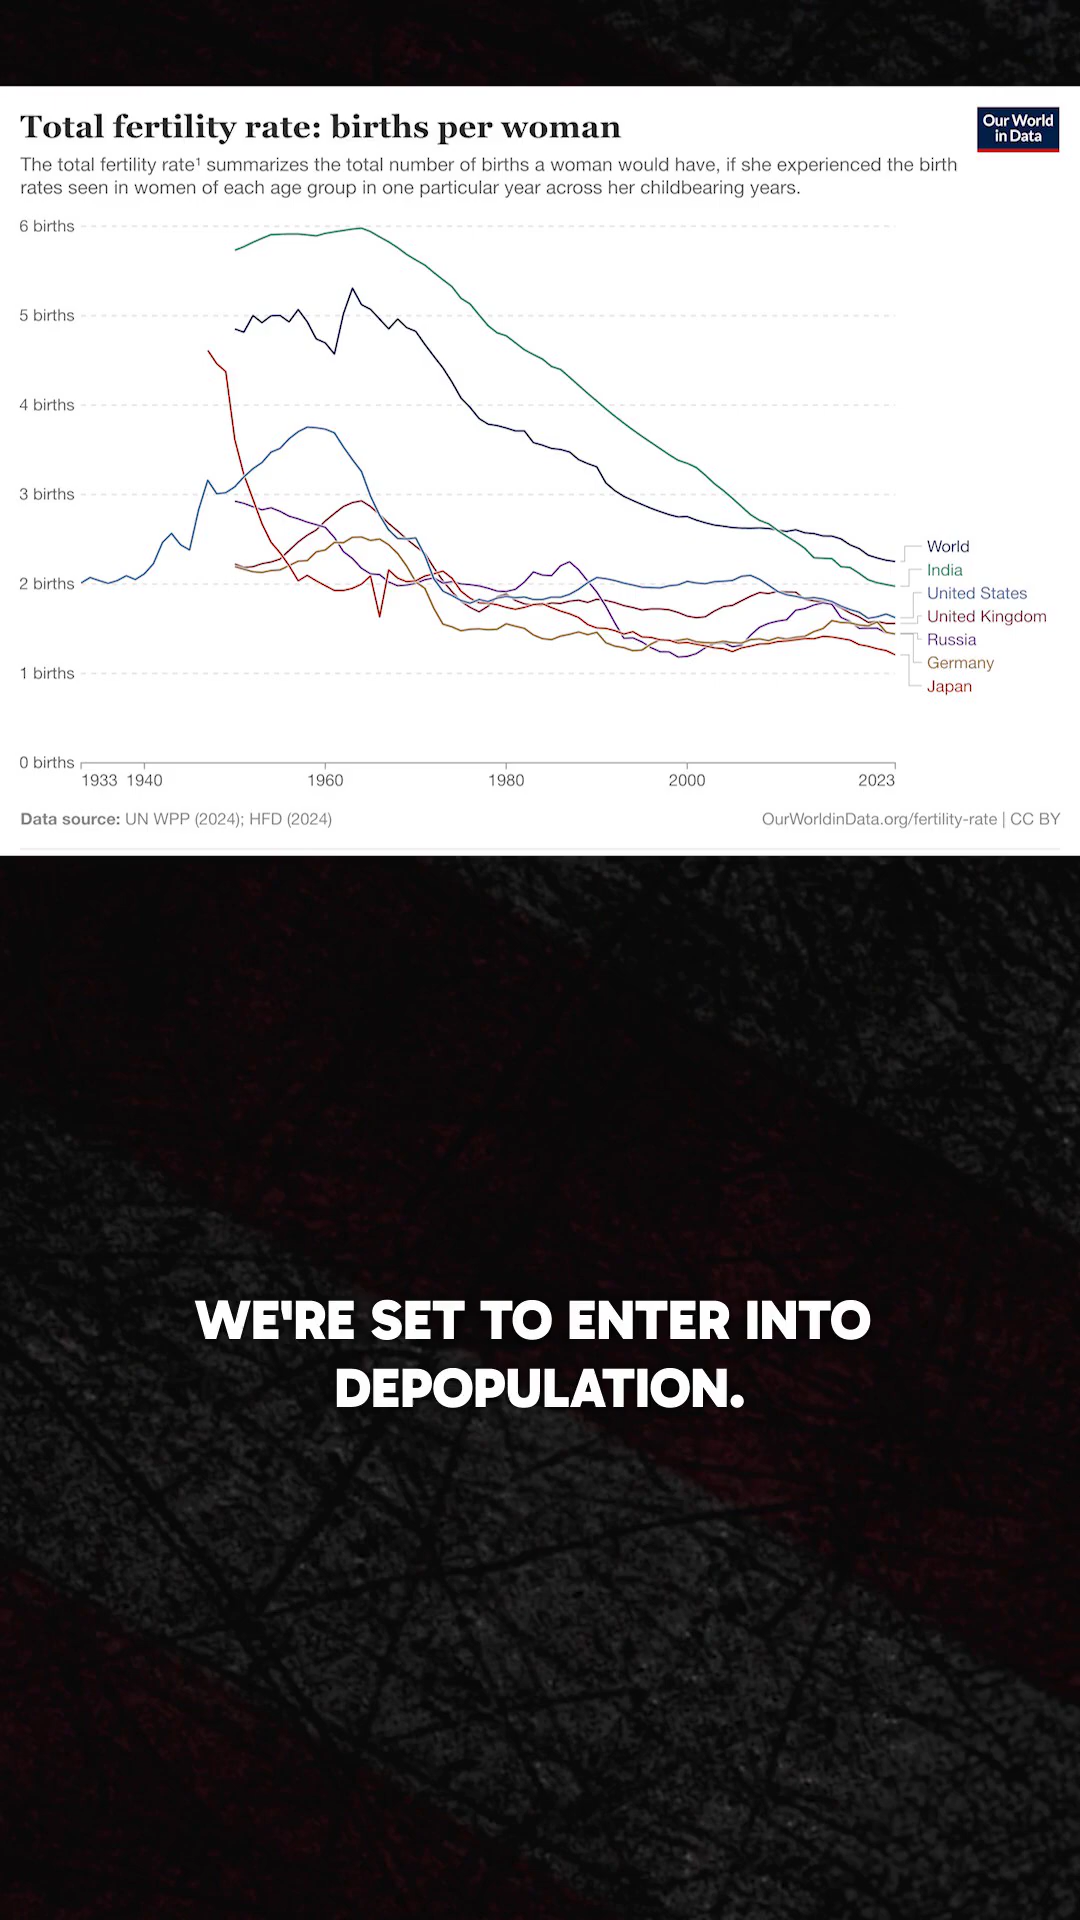 Total fertility rate: births per woman
Our World
in Data
The total fertility rate¹ summarizes the total number of births a woman would have, if she experienced the birth
rates seen in women of each age group in one particular year across her childbearing years.
6 births
5 births
4 births
3 births
2 births
1 births
0 births
World
India
United States
United Kingdom
Russia
Germany
Japan
1933 1940 1960 1980 2000 2023
Data source: UN WPP (2024); HFD (2024)
OurWorldinData.org/fertility-rate | CC BY
WE'RE SET TO ENTER INTO
DEPOPULATION.